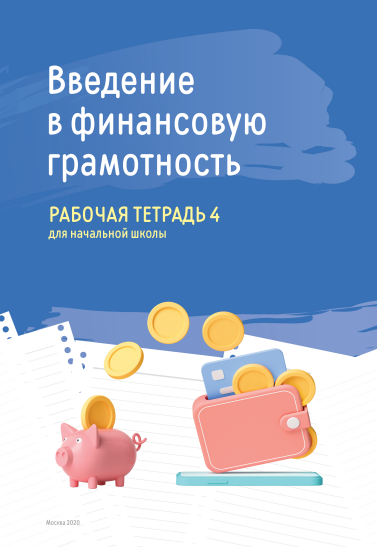 Введение
в финансовую
грамотность
РАБОЧАЯ ТЕТРАДЬ 4
для начальной школы
Москва 2020